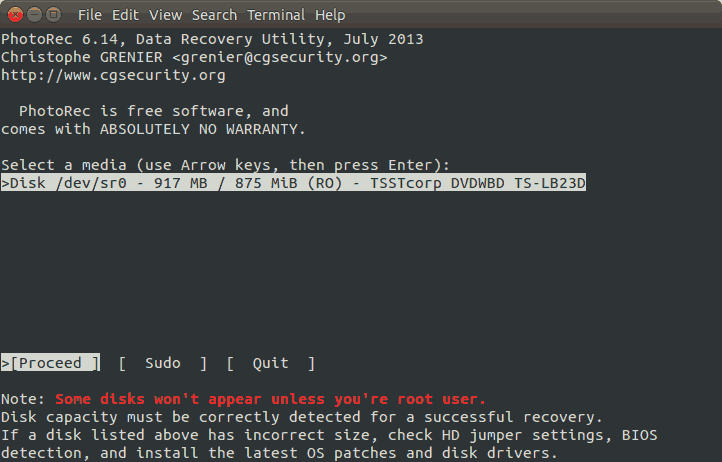 File Edit View Search Terminal Help
PhotoRec 6.14, Data Recovery Utility, July 2013
Christophe GRENIER <grenier@cgsecurity.org>
http://www.cgsecurity.org
PhotoRec is free software, and
comes with ABSOLUTELY NO WARRANTY.
Select a media (use Arrow keys, then press Enter):
>Disk /dev/sr0 - 917 MB / 875 MiB (RO) - TSSTcorp DVDWBD TS-LB23D
>[Proceed ]  [  Sudo  ]  [  Quit  ]
Note: Some disks won't appear unless you're root user.
Disk capacity must be correctly detected for a successful recovery.
If a disk listed above has incorrect size, check HD jumper settings, BIOS
detection, and install the latest OS patches and disk drivers.